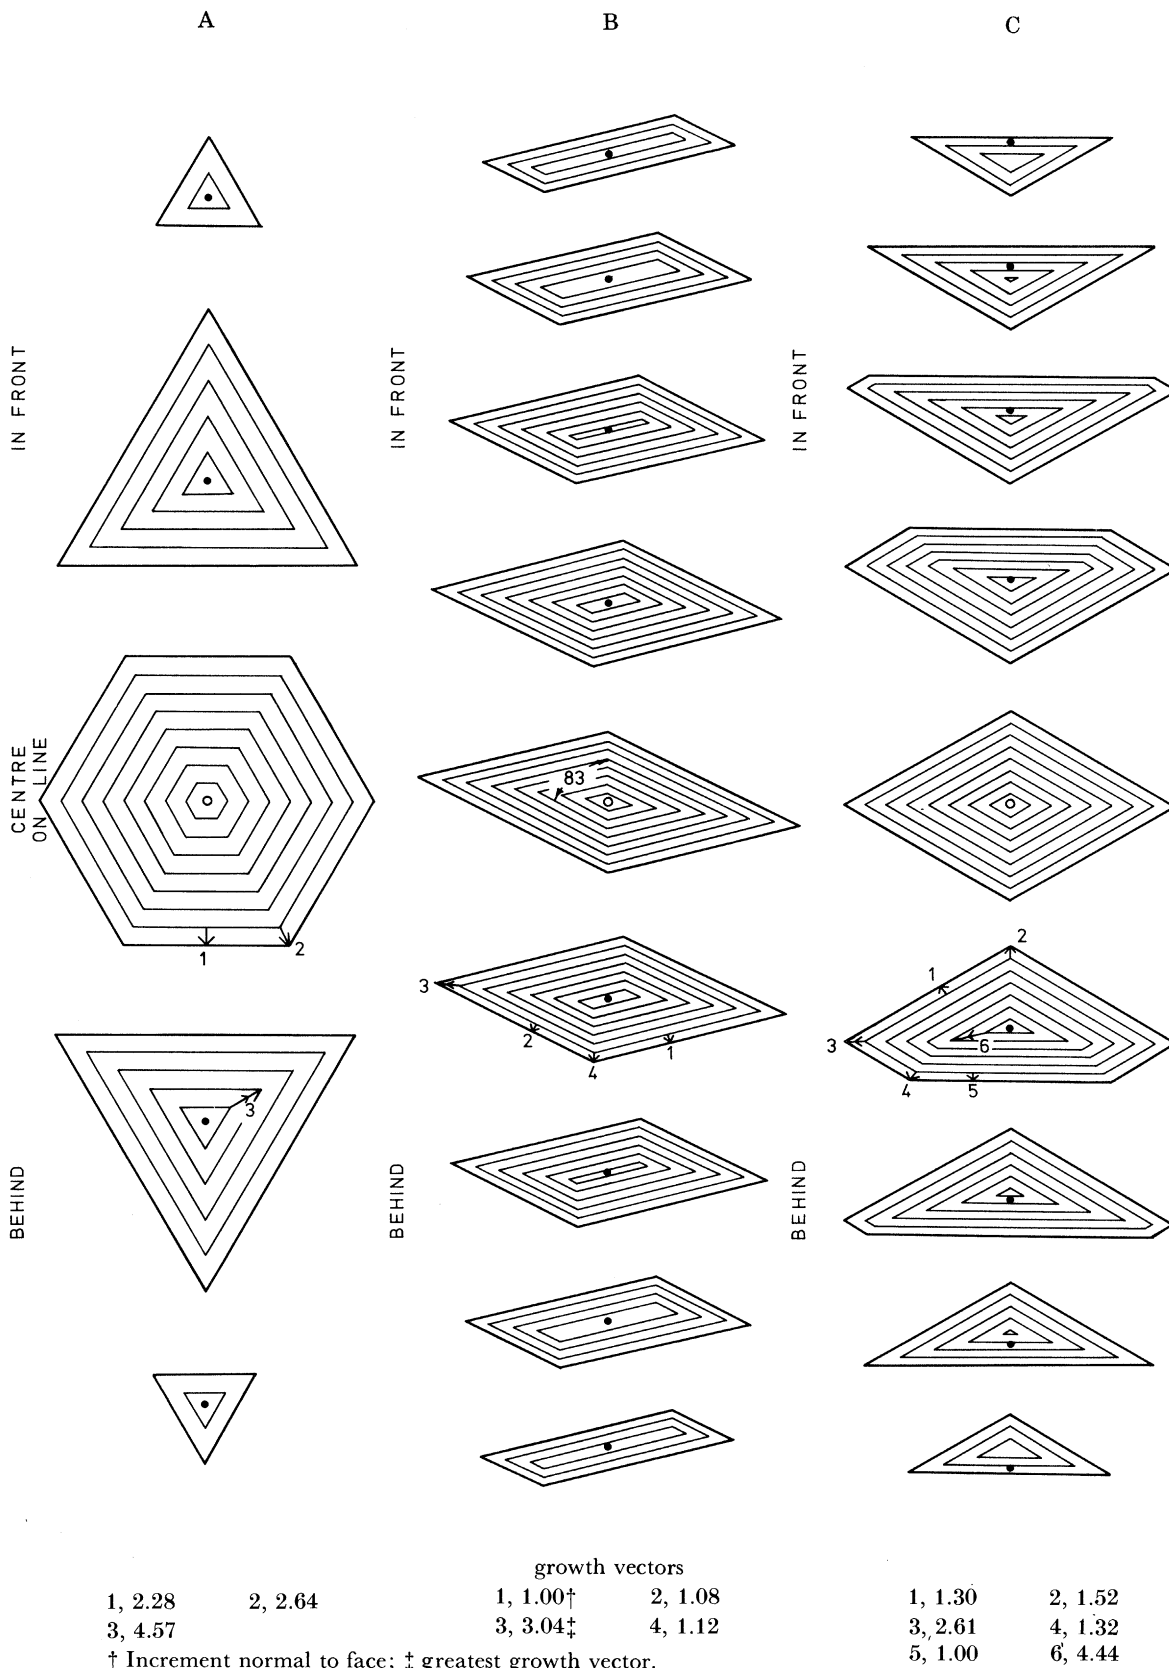 A
B
C
IN FRONT
IN FRONT
IN FRONT
CENTRE
ON LINE
83
1
2
3
2
4
1
1
2
3
4
5
6
3
BEHIND
BEHIND
BEHIND
growth vectors
1, 2.28 2, 2.64
3, 4.57
1, 1.00† 2, 1.08
3, 3.04‡ 4, 1.12
1, 1.30 2, 1.52
3, 2.61 4, 1.32
5, 1.00 6, 4.44
† Increment normal to face; ‡ greatest growth vector.